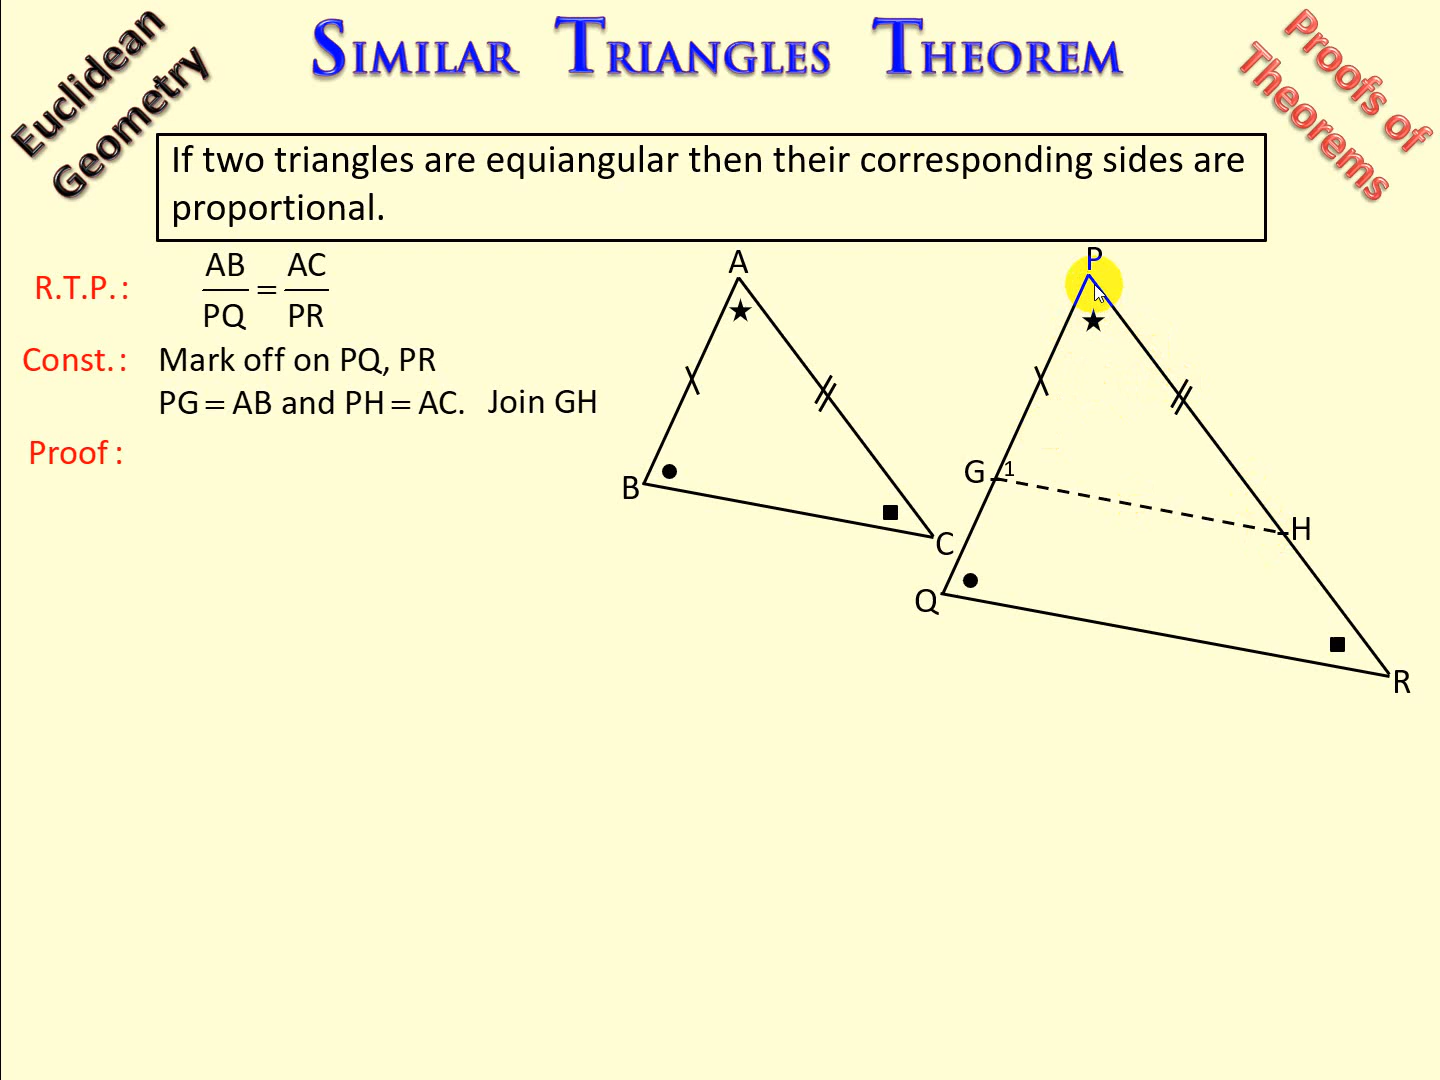 Euclidean
Geometry
Similar Triangles Theorem
Proofs of
Theorems
If two triangles are equiangular then their corresponding sides are
proportional.
R.T.P. : AB/PQ = AC/PR
Const. : Mark off on PQ, PR
PG = AB and PH = AC. Join GH
Proof :
A
P
B
C
G 1
H
Q
R